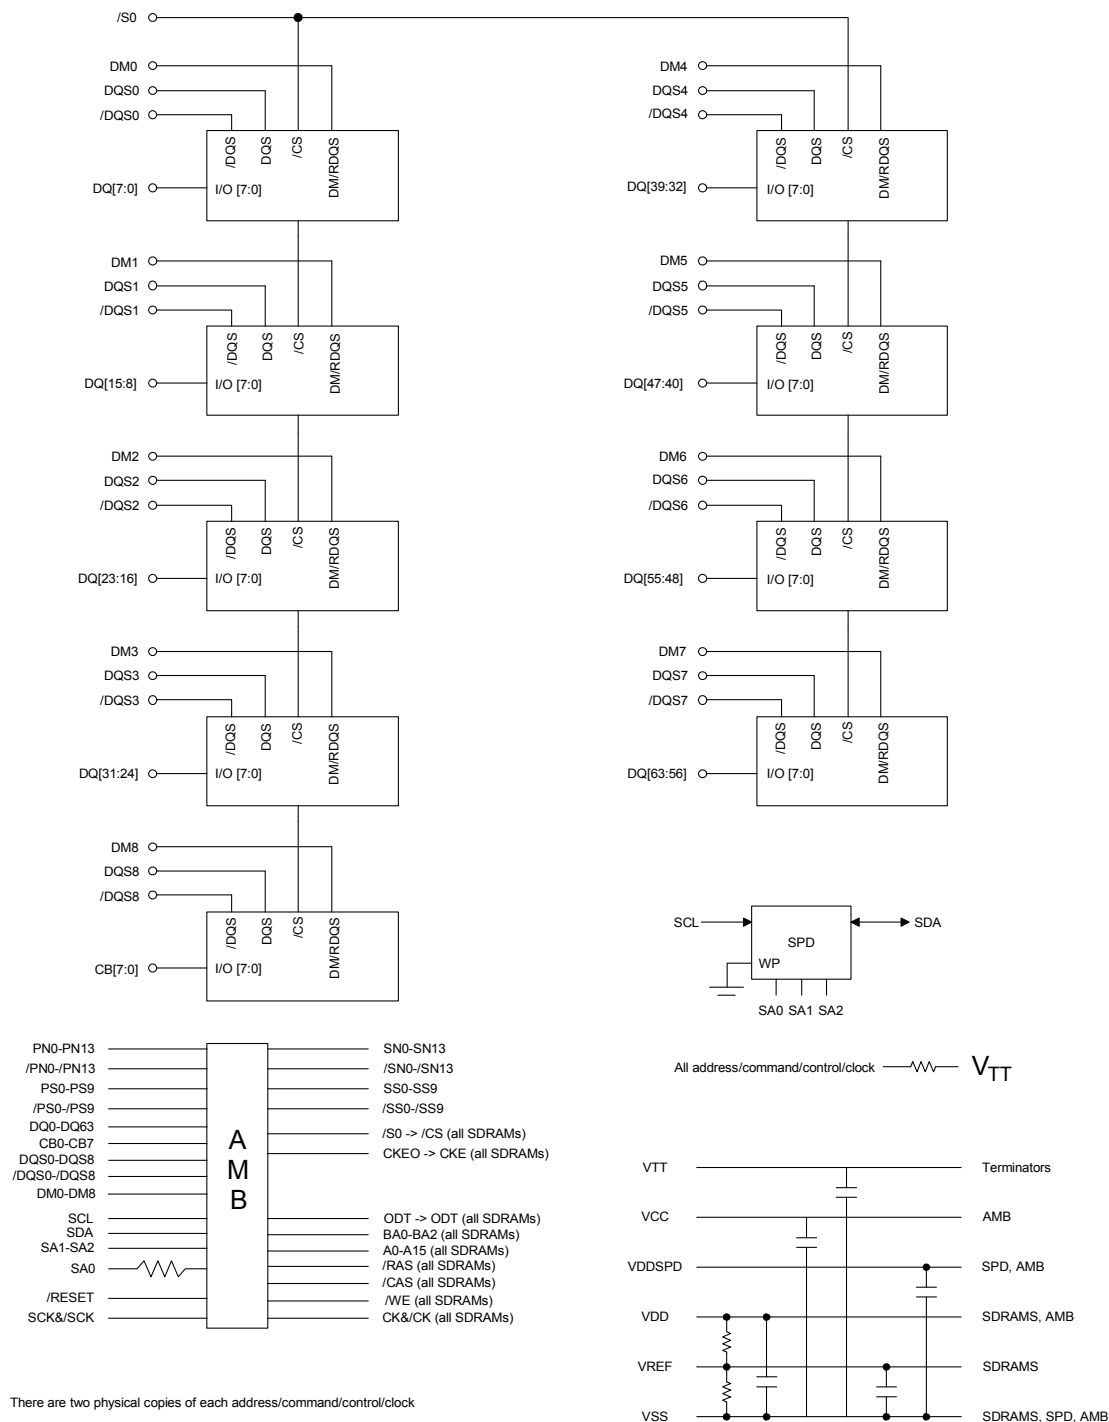 /S0
DM0
DQS0
/DQS0
/DQS
DQS
/CS
DM/RDQS
DQ[7:0]
I/O [7:0]
DM1
DQS1
/DQS1
/DQS
DQS
/CS
DM/RDQS
DQ[15:8]
I/O [7:0]
DM2
DQS2
/DQS2
/DQS
DQS
/CS
DM/RDQS
DQ[23:16]
I/O [7:0]
DM3
DQS3
/DQS3
/DQS
DQS
/CS
DM/RDQS
DQ[31:24]
I/O [7:0]
DM8
DQS8
/DQS8
/DQS
DQS
/CS
DM/RDQS
CB[7:0]
I/O [7:0]
DM4
DQS4
/DQS4
/DQS
DQS
/CS
DM/RDQS
DQ[39:32]
I/O [7:0]
DM5
DQS5
/DQS5
/DQS
DQS
/CS
DM/RDQS
DQ[47:40]
I/O [7:0]
DM6
DQS6
/DQS6
/DQS
DQS
/CS
DM/RDQS
DQ[55:48]
I/O [7:0]
DM7
DQS7
/DQS7
/DQS
DQS
/CS
DM/RDQS
DQ[63:56]
I/O [7:0]
SCL
SPD
SDA
WP
SA0 SA1 SA2
PN0-PN13
/PN0-/PN13
PS0-PS9
/PS0-/PS9
DQ0-DQ63
CB0-CB7
DQS0-DQS8
/DQS0-/DQS8
DM0-DM8
SCL
SDA
SA1-SA2
SA0
/RESET
SCK&/SCK
A
M
B
SN0-SN13
/SN0-/SN13
SS0-SS9
/SS0-/SS9
/S0 -> /CS (all SDRAMs)
CKEO -> CKE (all SDRAMs)
ODT -> ODT (all SDRAMs)
BA0-BA2 (all SDRAMs)
A0-A15 (all SDRAMs)
/RAS (all SDRAMs)
/CAS (all SDRAMs)
/WE (all SDRAMs)
CK&/CK (all SDRAMs)
All address/command/control/clock VTT
VTT Terminators
VCC AMB
VDDSPD SPD, AMB
VDD SDRAMS, AMB
VREF SDRAMS
VSS SDRAMS, SPD, AMB
There are two physical copies of each address/command/control/clock